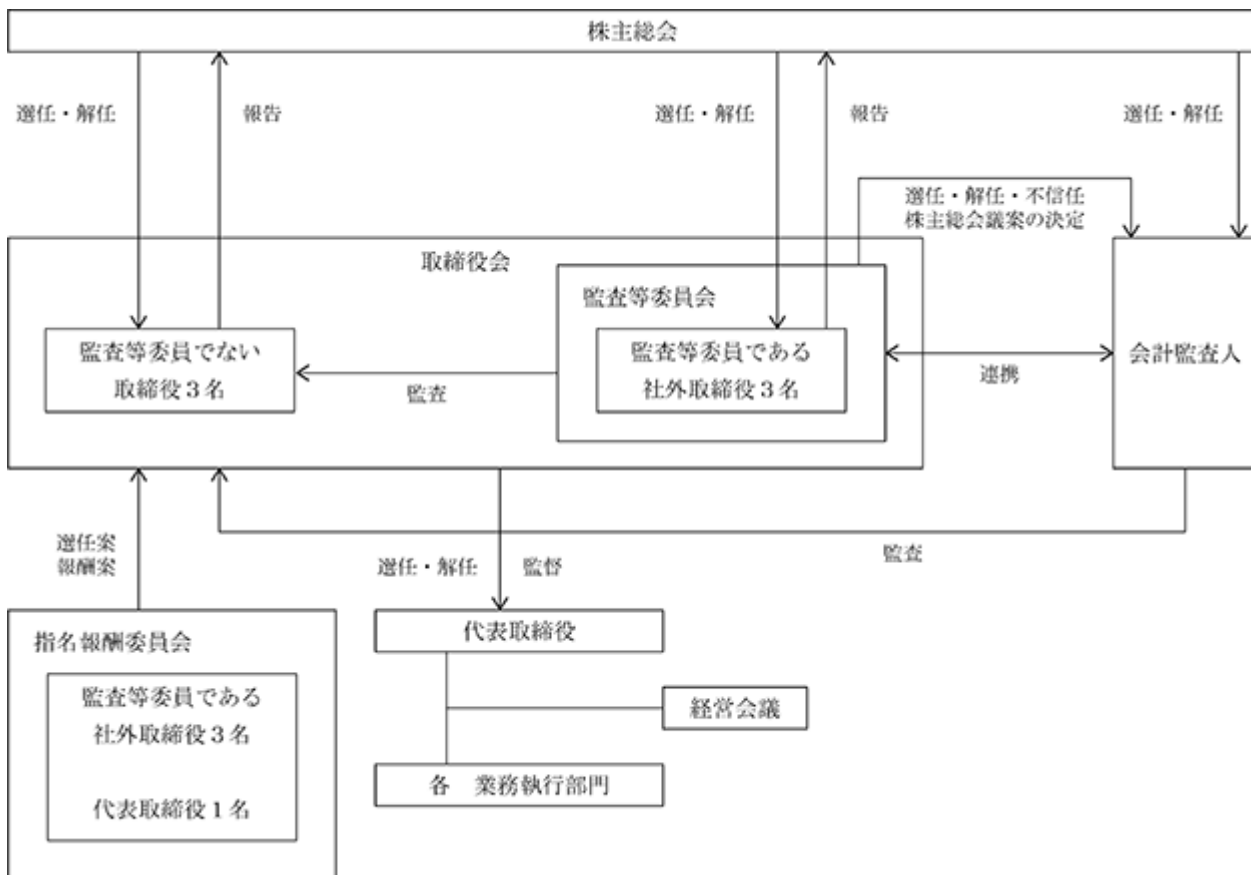 株主総会
選任・解任
報告
選任・解任
報告
選任・解任
選任・解任・不信任
株主総会議案の決定
取締役会
監査等委員会
監査等委員でない
取締役3名
監査
監査等委員である
社外取締役3名
連携
会計監査人
選任案
報酬案
選任・解任
監督
監査
指名報酬委員会
監査等委員である
社外取締役3名
代表取締役1名
代表取締役
経営会議
各　業務執行部門